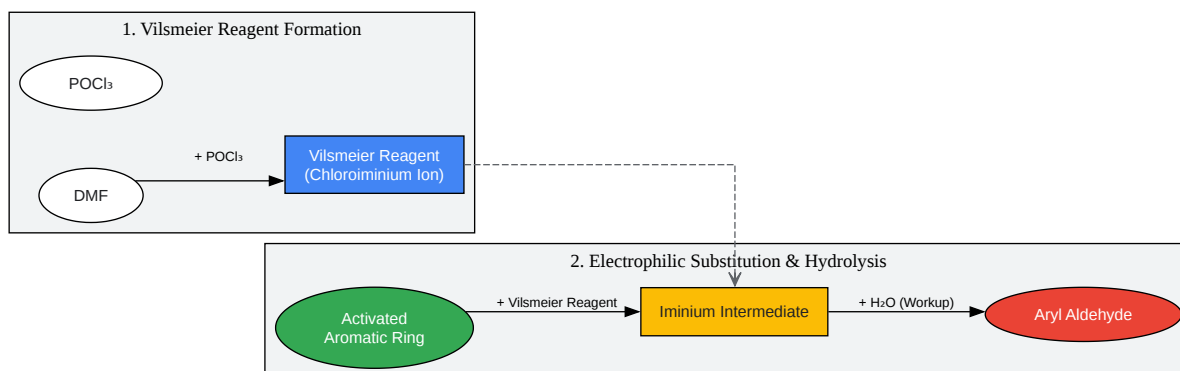 1. Vilsmeier Reagent Formation
POCl₃
+ POCl₃
Vilsmeier Reagent
(Chloroiminium Ion)
DMF
2. Electrophilic Substitution & Hydrolysis
Activated
Aromatic Ring
+ Vilsmeier Reagent
Iminium Intermediate
+ H₂O (Workup)
Aryl Aldehyde